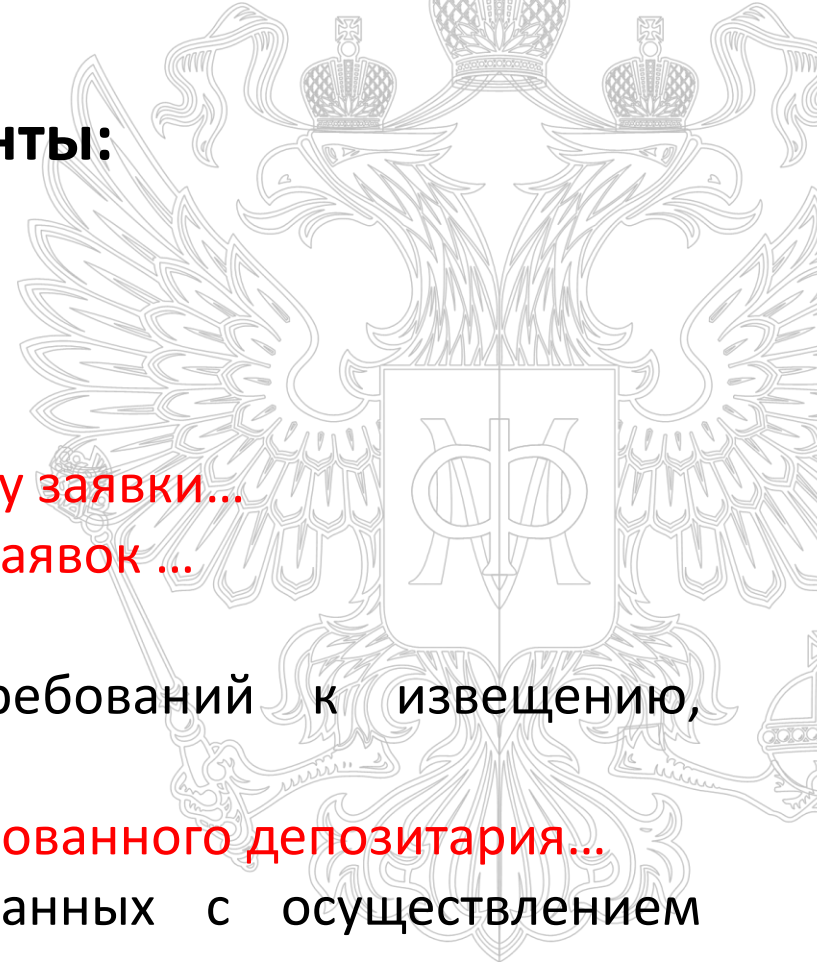 нты:
у заявки...
аявок ...
ребований к извещению,
ованного депозитария...
анных с осуществлением